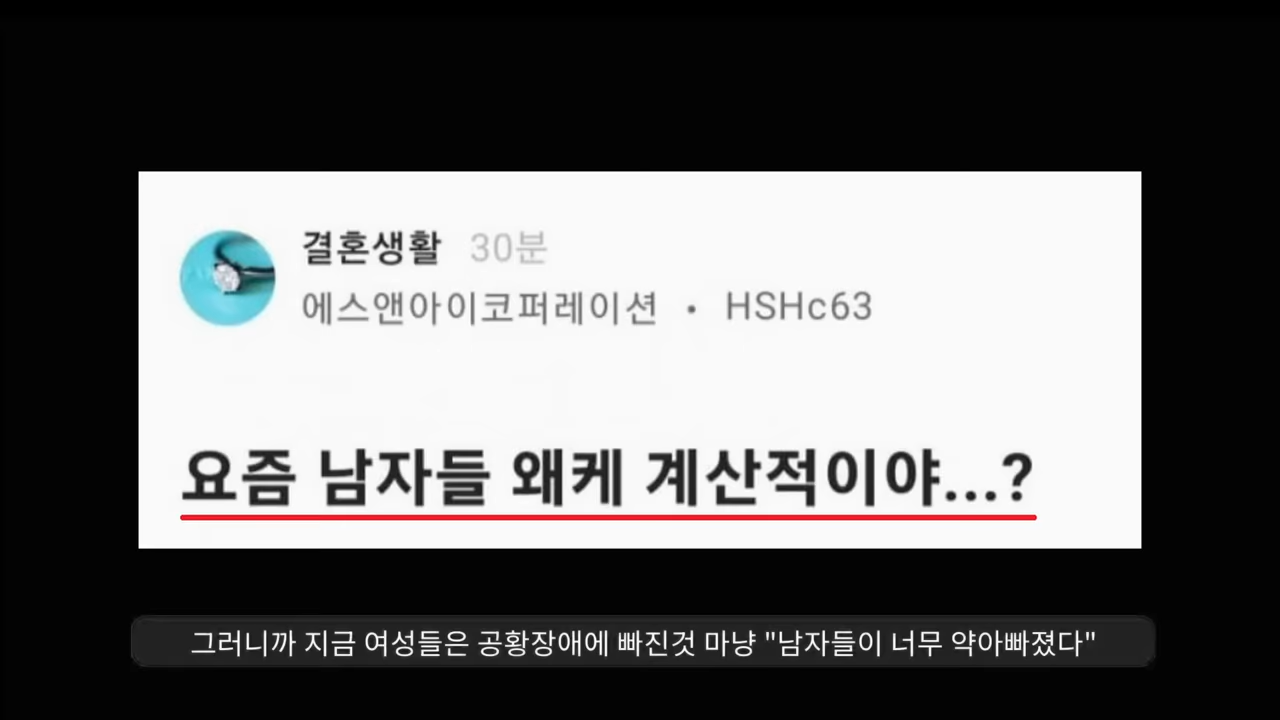 결혼생활 30분
에스앤아이코퍼레이션 • HSHc63
요즘 남자들 왜케 계산적이야...?
그러니까 지금 여성들은 공황장애에 빠진것 마냥 "남자들이 너무 약아빠졌다"